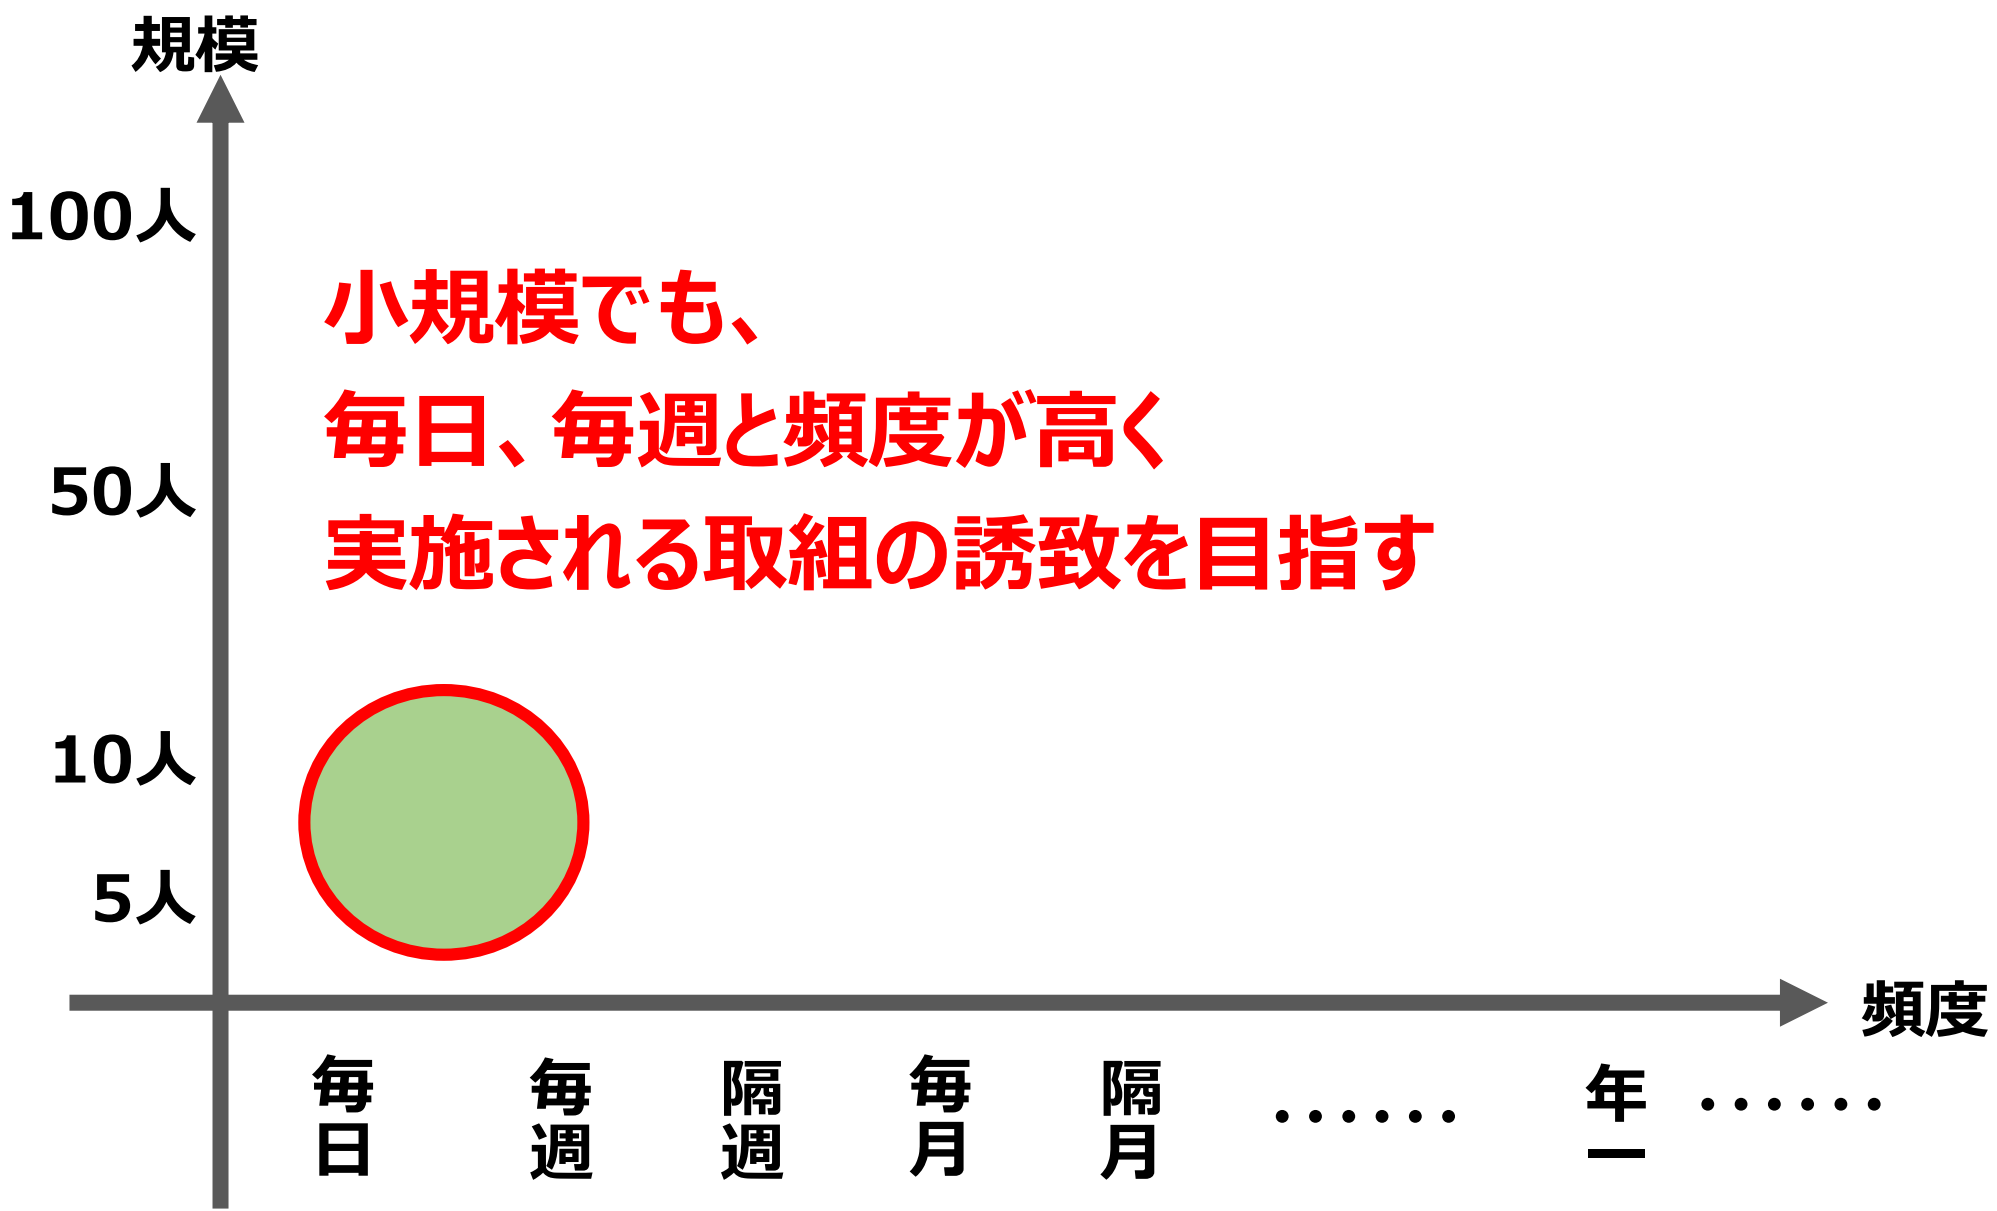 規模
100人
小規模でも、
毎日、毎週と頻度が高く
50人
実施される取組の誘致を目指す
10人
5人
頻度
毎日
毎週
隔週
毎月
隔月
……
年一
……